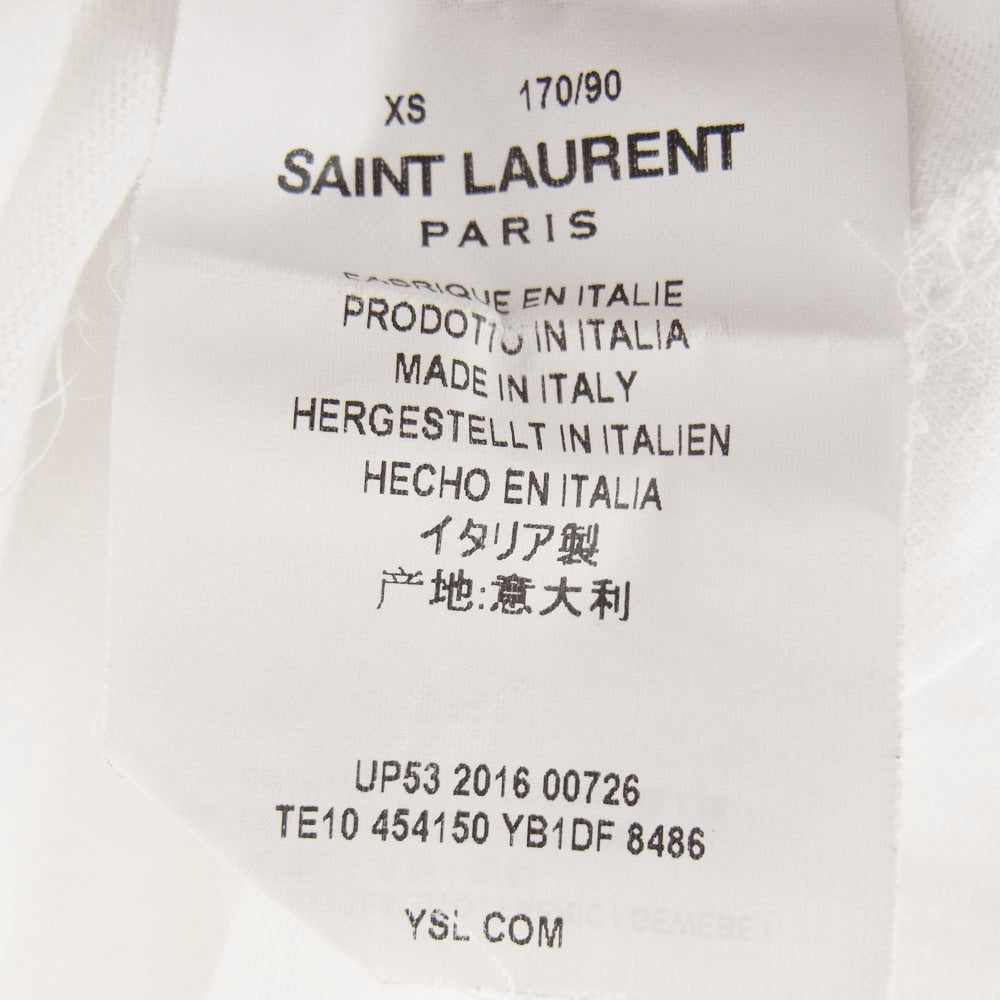 XS 170/90
SAINT LAURENT
PARIS
FABRIQUE EN ITALIE
PRODOTTO IN ITALIA
MADE IN ITALY
HERGESTELLT IN ITALIEN
HECHO EN ITALIA
イタリア製
产地:意大利
UP53 2016 00726
TE10 454150 YB1DF 8486
YSL COM